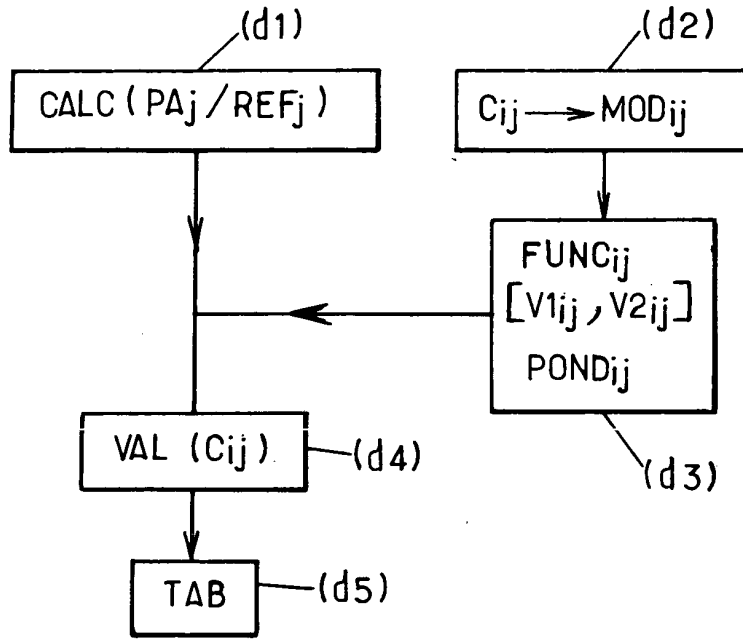 (d1)
CALC (PAj/REFj)
(d2)
Cij → MODij
FUNCij
[V1ij, V2ij]
PONDij
(d3)
VAL (Cij)
(d4)
TAB
(d5)